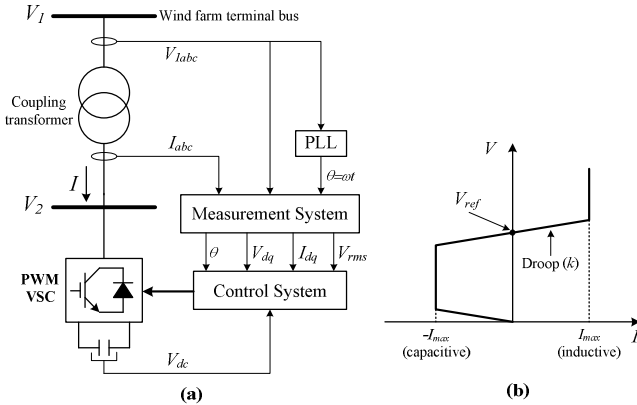 V1
Wind farm terminal bus
V1abc
Coupling
transformer
Iabc
PLL
θ=ωt
I
V2
Measurement System
θ
Vdq
Idq
Vrms
PWM
VSC
Control System
Vdc
(a)
V
Vref
Droop (k)
-Imax
(capacitive)
Imax
(inductive)
I
(b)